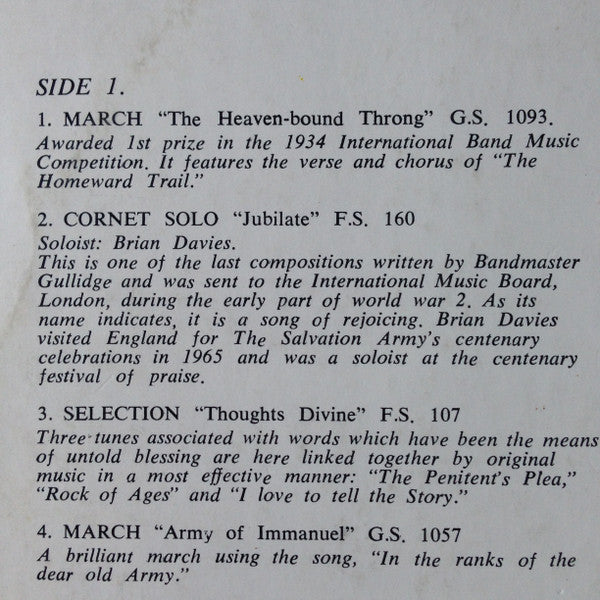 SIDE 1.
1. MARCH "The Heaven-bound Throng" G.S. 1093.
Awarded 1st prize in the 1934 International Band Music
Competition. It features the verse and chorus of "The
Homeward Trail."
2. CORNET SOLO "Jubilate" F.S. 160
Soloist: Brian Davies.
This is one of the last compositions written by Bandmaster
Gullidge and was sent to the International Music Board,
London, during the early part of world war 2. As its
name indicates, it is a song of rejoicing. Brian Davies
visited England for The Salvation Army's centenary
celebrations in 1965 and was a soloist at the centenary
festival of praise.
3. SELECTION "Thoughts Divine" F.S. 107
Three tunes associated with words which have been the means
of untold blessing are here linked together by original
music in a most effective manner: "The Penitent's Plea,"
"Rock of Ages" and "I love to tell the Story."
4. MARCH "Army of Immanuel" G.S. 1057
A brilliant march using the song, "In the ranks of the
dear old Army."